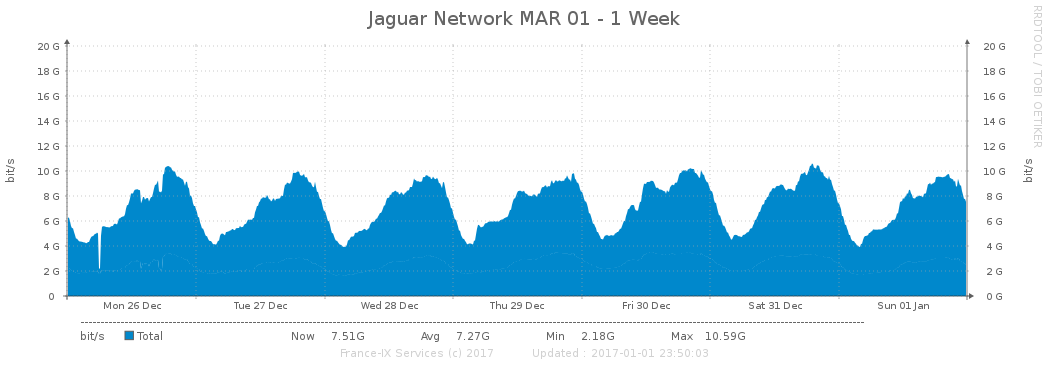 Jaguar Network MAR 01 - 1 Week
RRDTOOL / TOBI OETIKER
bit/s
bit/s
20 G 20 G
18 G 18 G
16 G 16 G
14 G 14 G
12 G 12 G
10 G 10 G
8 G 8 G
6 G 6 G
4 G 4 G
2 G 2 G
0 0 G
Mon 26 Dec Tue 27 Dec Wed 28 Dec Thu 29 Dec Fri 30 Dec Sat 31 Dec Sun 01 Jan
bit/s Total Now 7.51G Avg 7.27G Min 2.18G Max 10.59G
France-IX Services (c) 2017 Updated : 2017-01-01 23:50:03